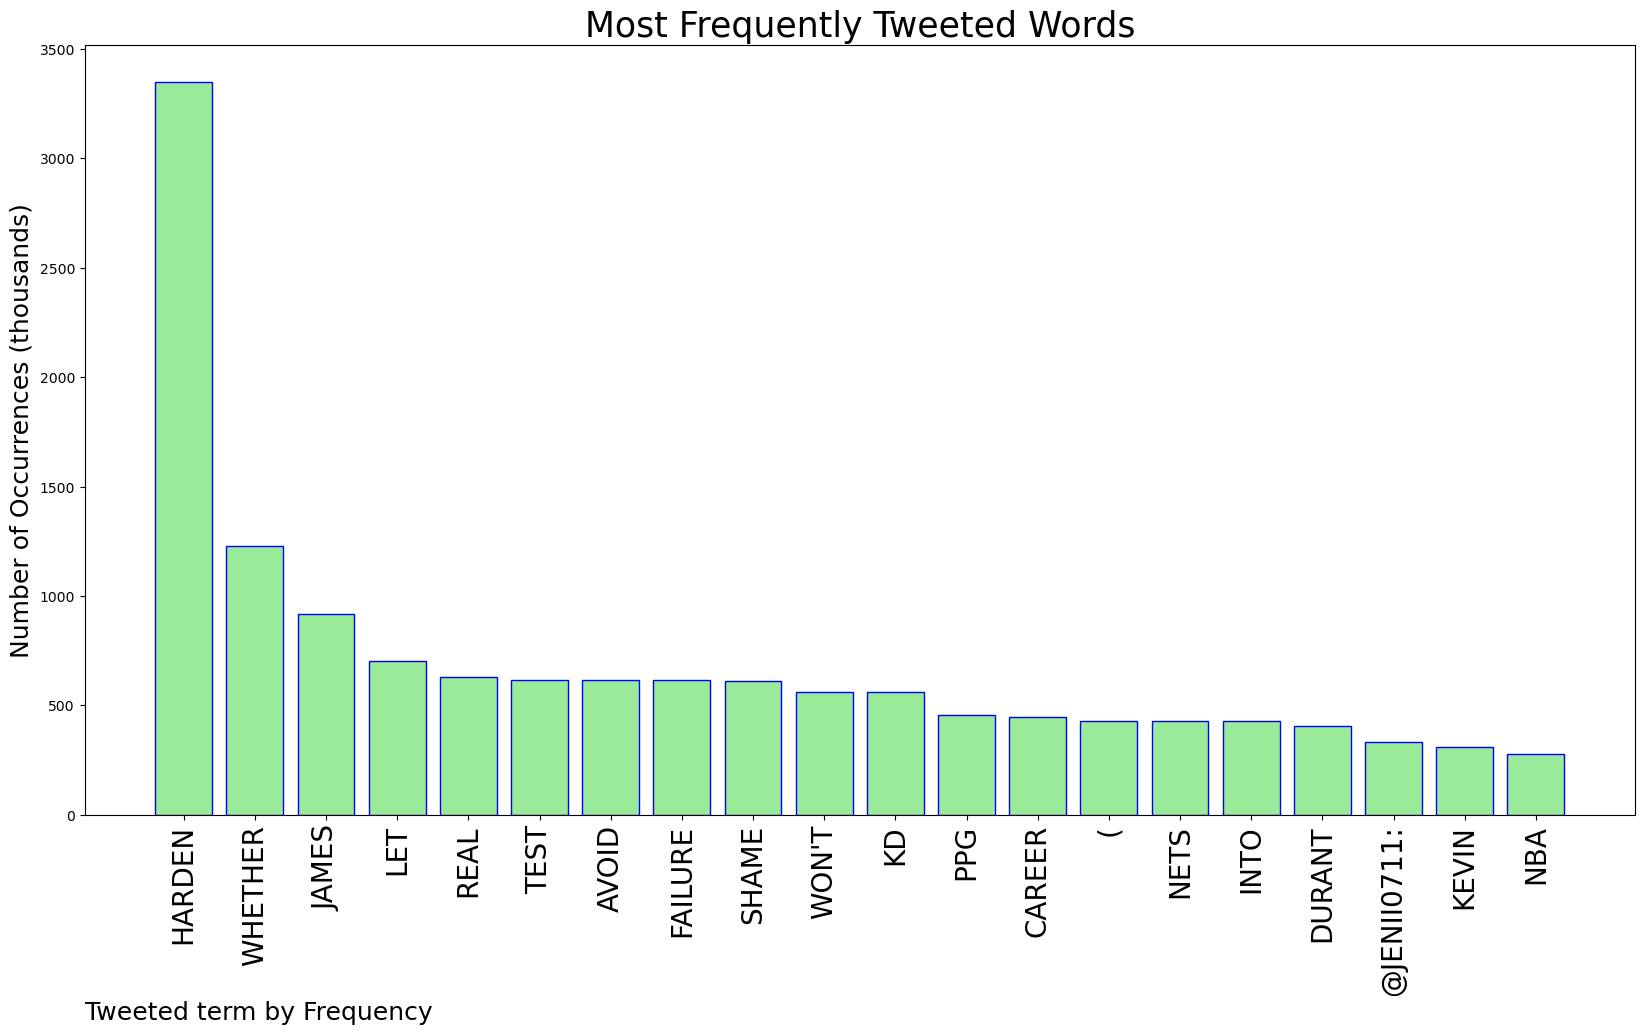 Most Frequently Tweeted Words
Number of Occurrences (thousands)
3500
3000
2500
2000
1500
1000
500
0
HARDEN
WHETHER
JAMES
LET
REAL
TEST
AVOID
FAILURE
SHAME
WON'T
KD
PPG
CAREER
(
NETS
INTO
DURANT
@JENII0711:
KEVIN
NBA
Tweeted term by Frequency